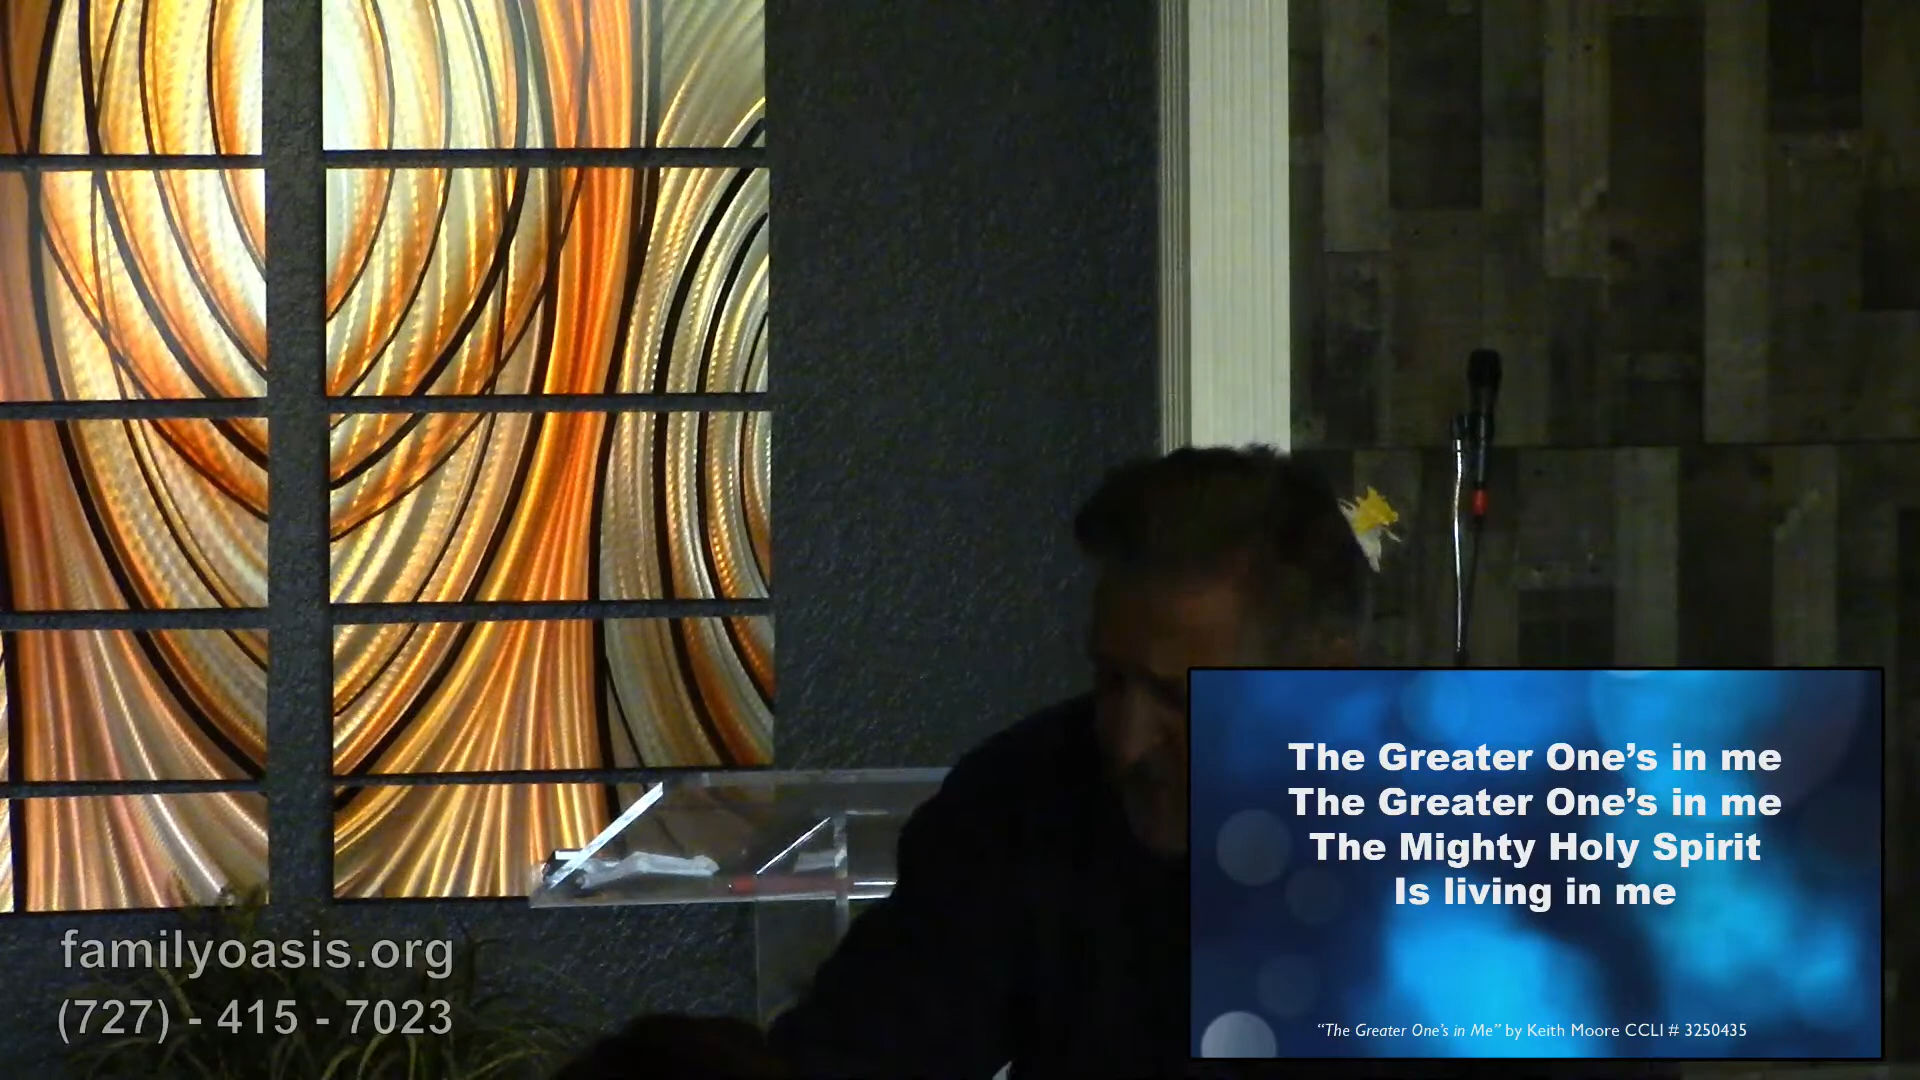 The Greater One’s in me
The Greater One’s in me
The Mighty Holy Spirit
Is living in me
“The Greater One’s in Me” by Keith Moore CCLI # 3250435
familyoasis.org
(727) - 415 - 7023